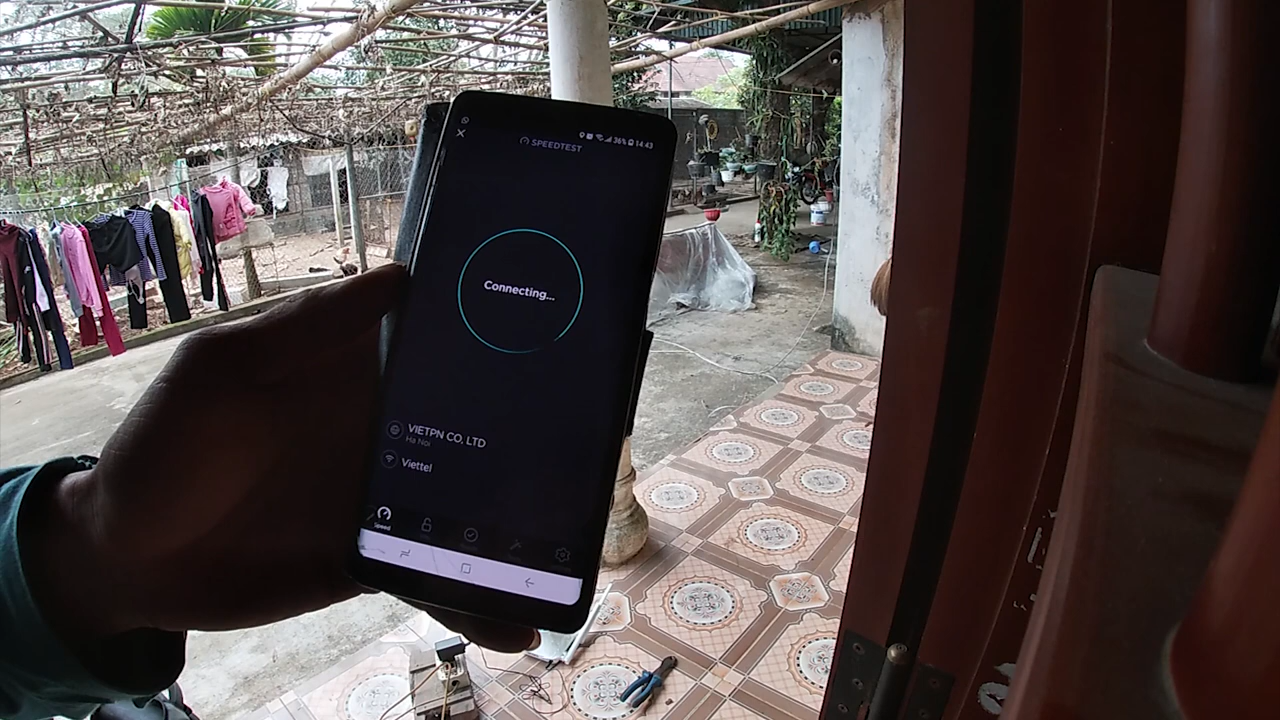 36% 14:43
SPEEDTEST
Connecting...
VIETPN CO, LTD
Ha Noi
Viettel
Speed